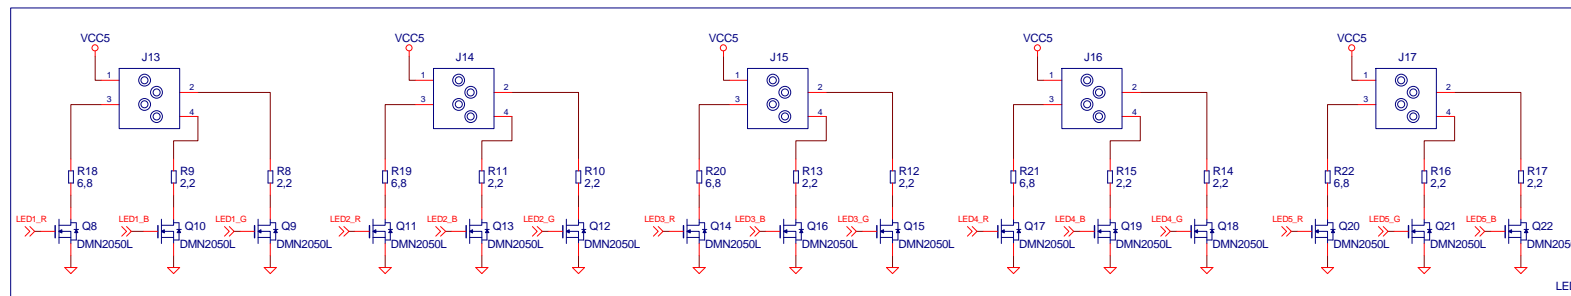 VCC5 VCC5 VCC5 VCC5 VCC5
J13 J14 J15 J16 J17
1 1 1 1 1
2 2 2 2 2
3 3 3 3 3
4 4 4 4 4
R18 R9 R8 R19 R11 R10 R20 R13 R12 R21 R15 R14 R22 R16 R17
6,8 2,2 2,2 6,8 2,2 2,2 6,8 2,2 2,2 6,8 2,2 2,2 6,8 2,2 2,2
LED1_R LED1_B LED1_G LED2_R LED2_B LED2_G LED3_R LED3_B LED3_G LED4_R LED4_B LED4_G LED5_R LED5_G LED5_B
Q8 Q10 Q9 Q11 Q13 Q12 Q14 Q16 Q15 Q17 Q19 Q18 Q20 Q21 Q22
DMN2050L DMN2050L DMN2050L DMN2050L DMN2050L DMN2050L DMN2050L DMN2050L DMN2050L DMN2050L DMN2050L DMN2050L DMN2050L DMN2050L DMN2050